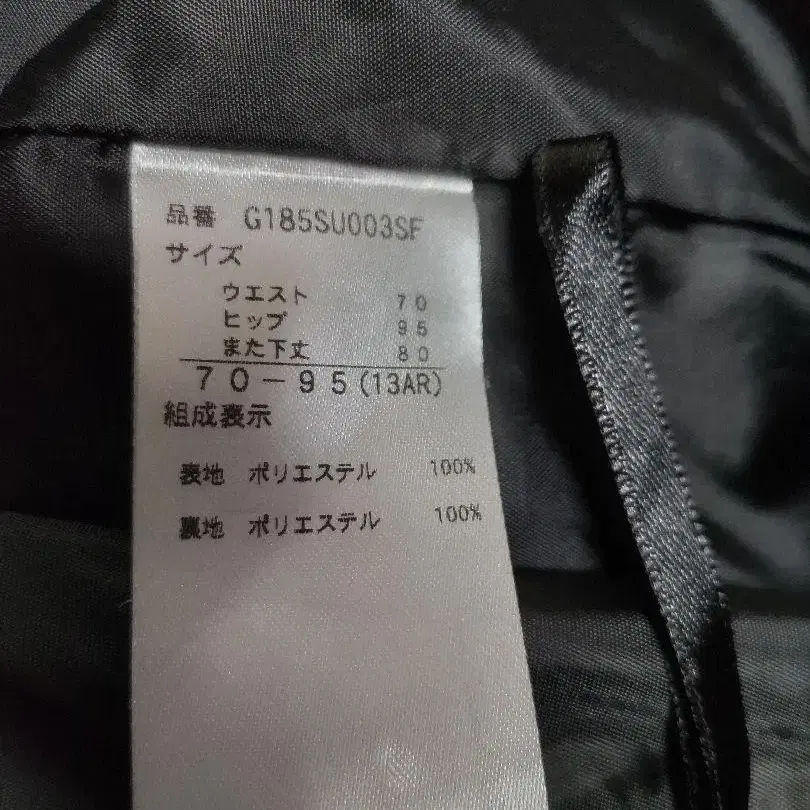 品番 G185SU003SF
サイズ
ウエスト 70
ヒップ 95
また下丈 80
70-95(13AR)
組成表示
表地 ポリエステル 100%
裏地 ポリエステル 100%